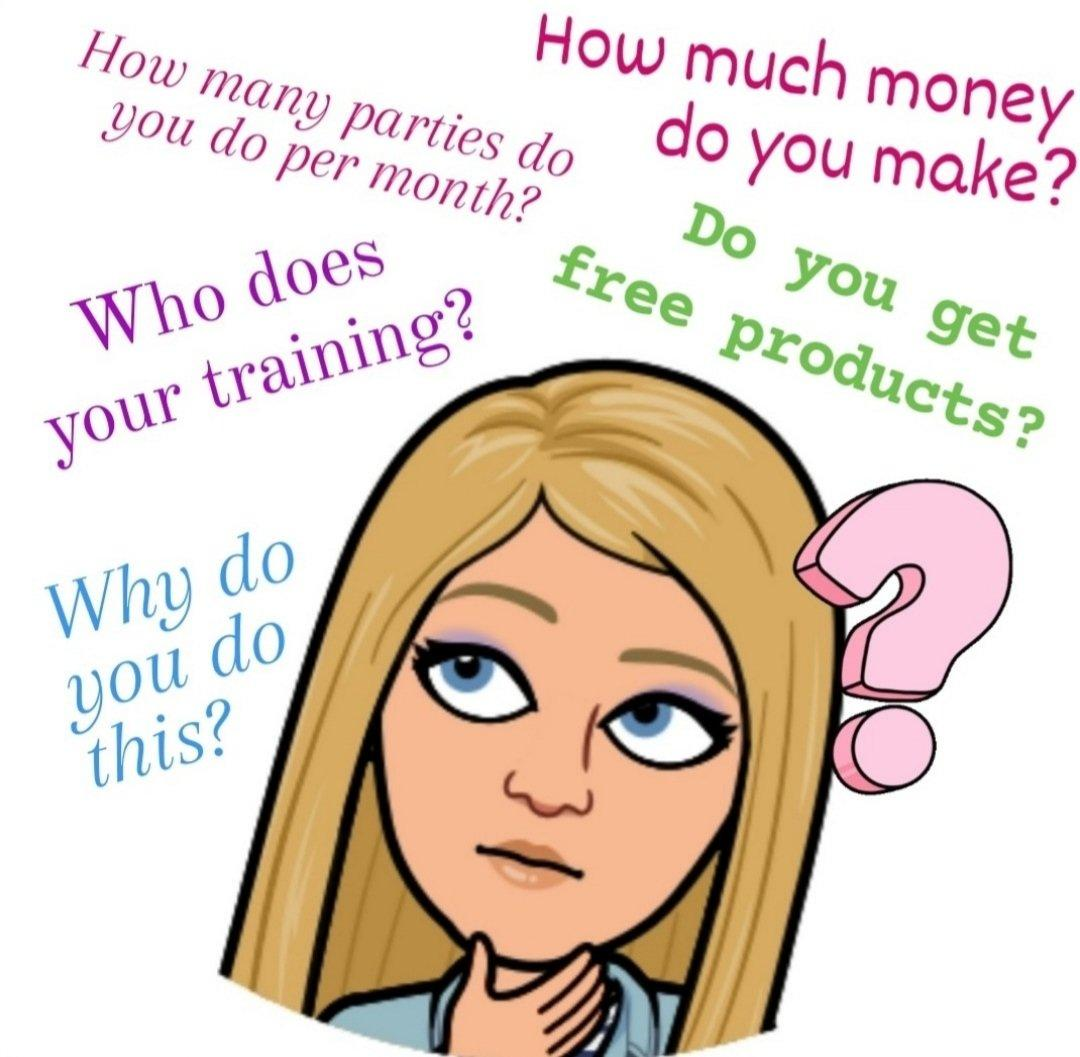 How many parties do
you do per month?
How much money
do you make?
Do you get
free products?
Who does
your training?
Why do
you do
this?
?